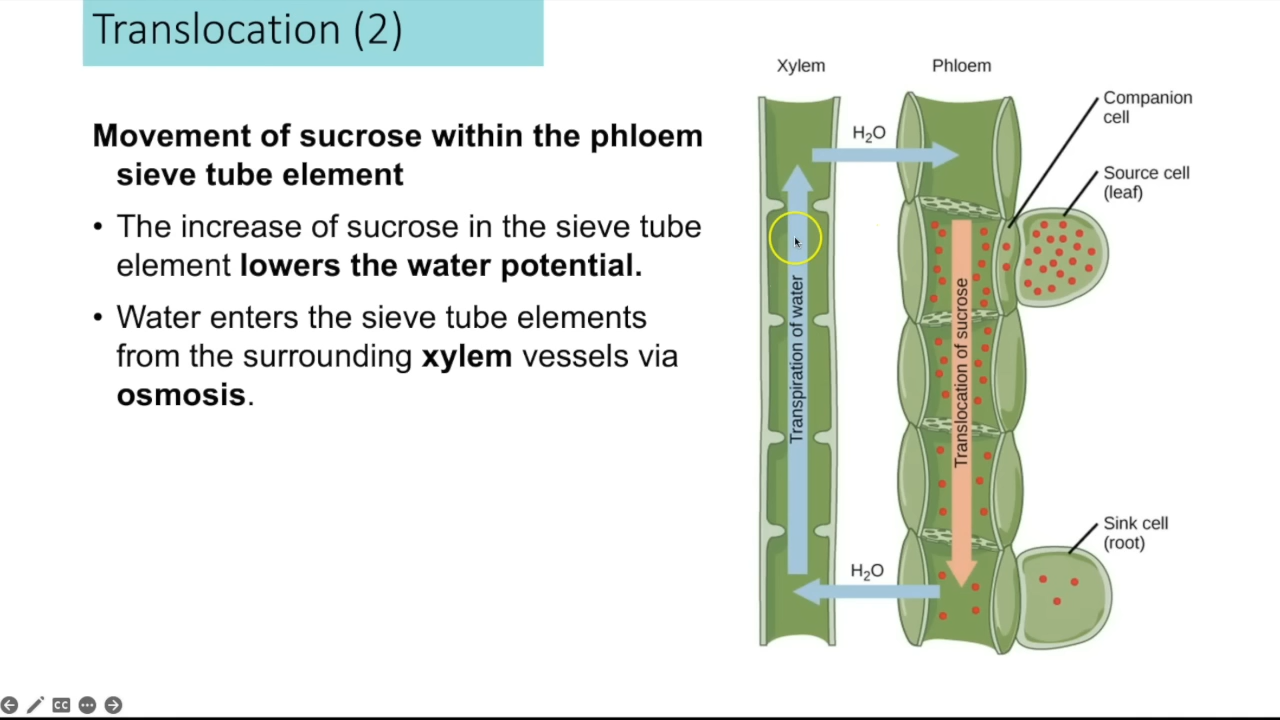 Translocation (2)
Movement of sucrose within the phloem
sieve tube element
• The increase of sucrose in the sieve tube
element lowers the water potential.
• Water enters the sieve tube elements
from the surrounding xylem vessels via
osmosis.
Xylem
Phloem
H₂O
Companion
cell
Source cell
(leaf)
Transpiration of water
Translocation of sucrose
Sink cell
(root)
H₂O
CC